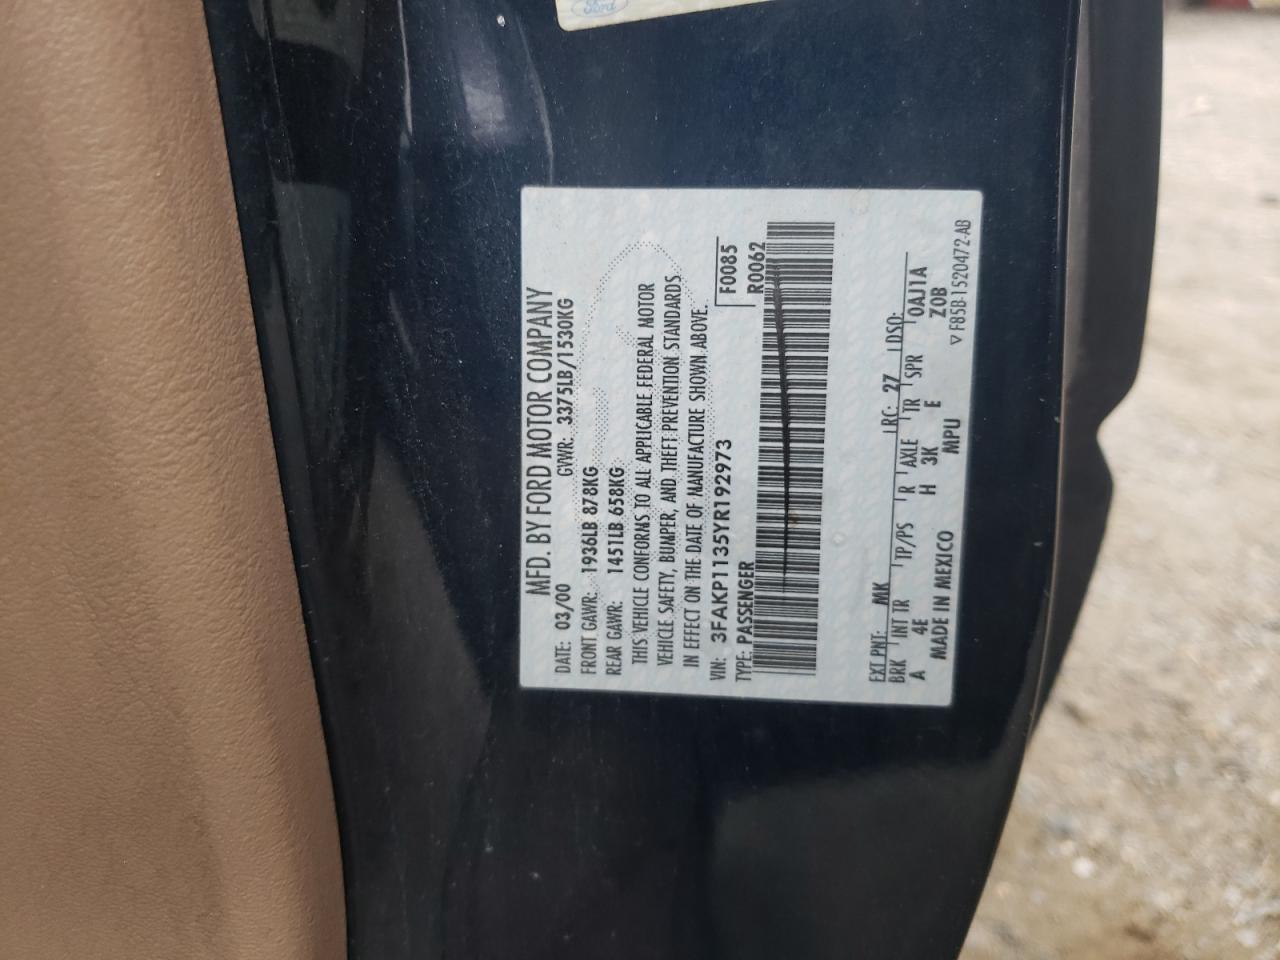 Ford
MFD. BY FORD MOTOR COMPANY
DATE: 03/00 GVWR: 3375LB/1530KG
FRONT GAWR: 1936LB 878KG
REAR GAWR: 1451LB 658KG
THIS VEHICLE CONFORMS TO ALL APPLICABLE FEDERAL MOTOR
VEHICLE SAFETY, BUMPER, AND THEFT PREVENTION STANDARDS
IN EFFECT ON THE DATE OF MANUFACTURE SHOWN ABOVE.
VIN: 3FAKP1135YR192973 F0085
TYPE: PASSENGER R0062
EXT PNT: MK RC: 27 DSO:
BRK INT TR TP/PS R AXLE TR SPR 0AJ1A
A 4E H 3K E Z0B
MADE IN MEXICO MPU ▽ F85B-1520472-AB